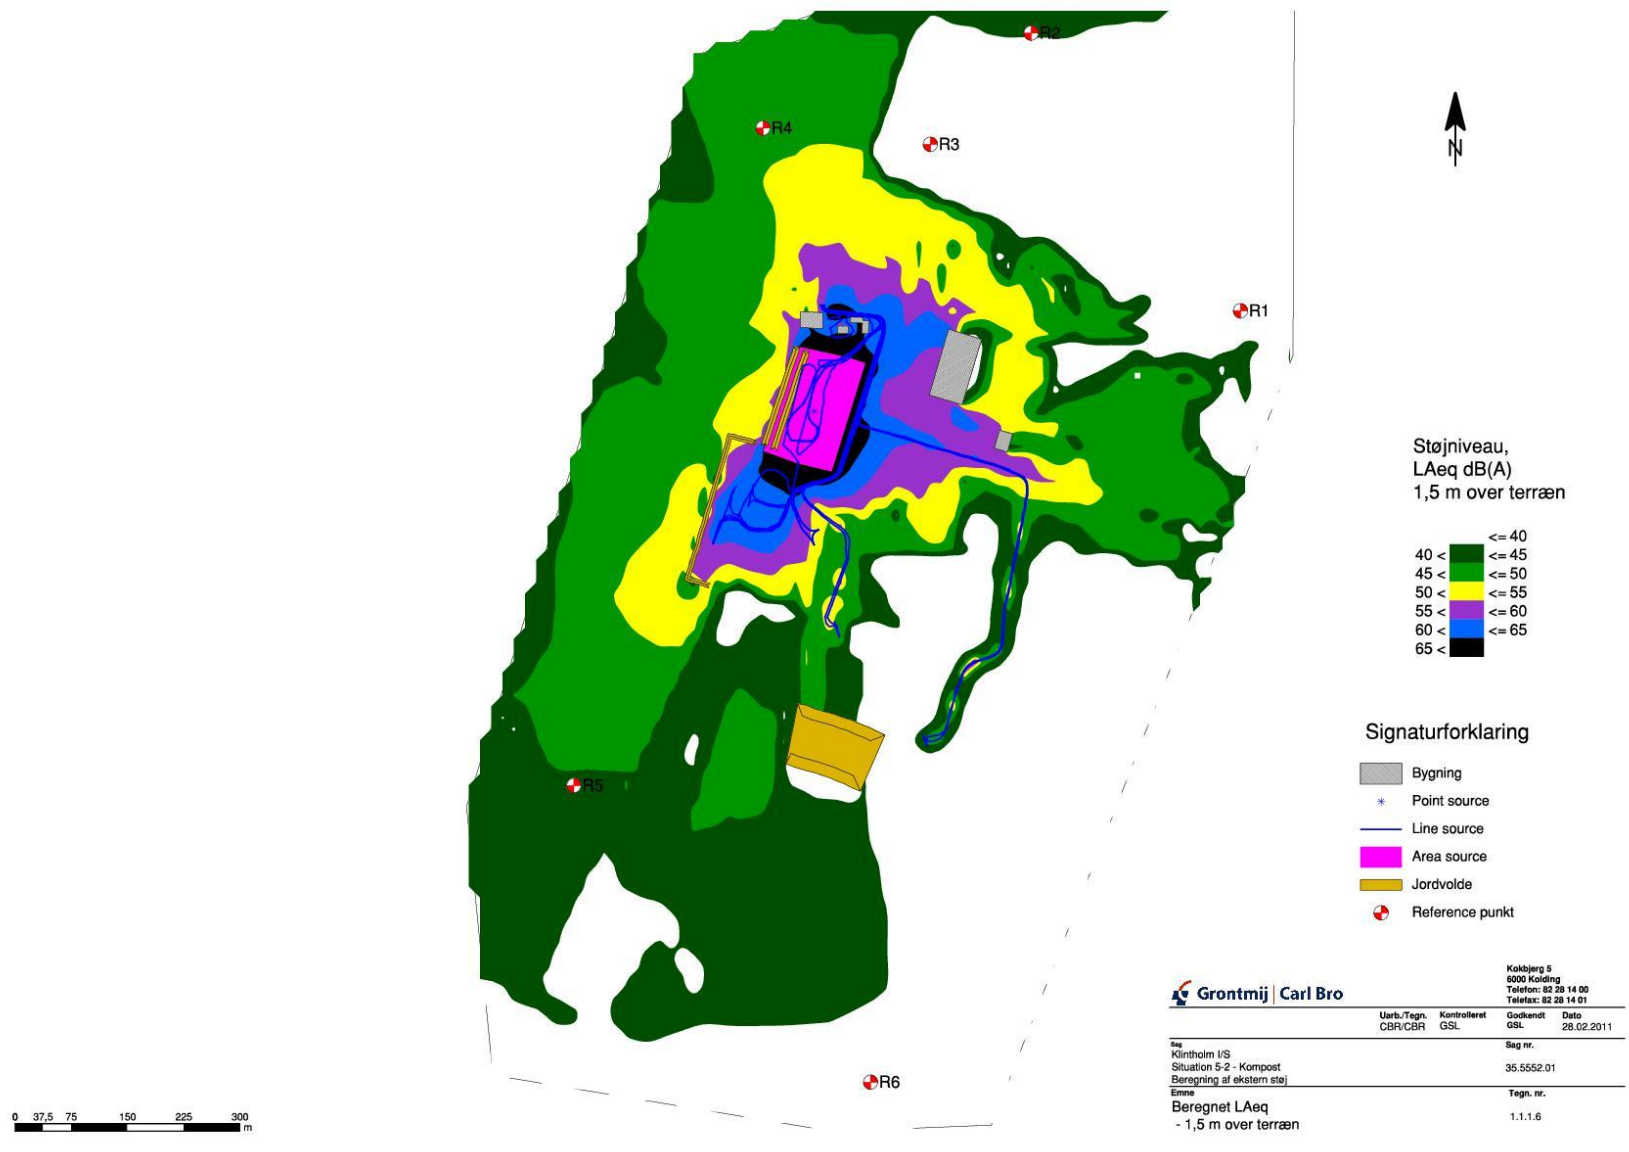 R2
R4
R3
N
R1
Støjniveau,
LAeq dB(A)
1,5 m over terræn
<= 40
40 < <= 45
45 < <= 50
50 < <= 55
55 < <= 60
60 < <= 65
65 <
Signaturforklaring
Bygning
Point source
Line source
Area source
Jordvolde
Reference punkt
R5
R6
Grontmij | Carl Bro
Kokbjerg 5
6000 Kolding
Telefon: 82 28 14 00
Telefax: 82 28 14 01
Uarb./Tegn. Kontrolleret Godkendt Dato
CBR/CBR GSL GSL 28.02.2011
Sag Sag nr.
Klintholm I/S
Situation 5-2 - Kompost 35.5552.01
Beregning af ekstern støj
Emne Tegn. nr.
Beregnet LAeq
- 1,5 m over terræn 1.1.1.6
0 37,5 75 150 225 300
m